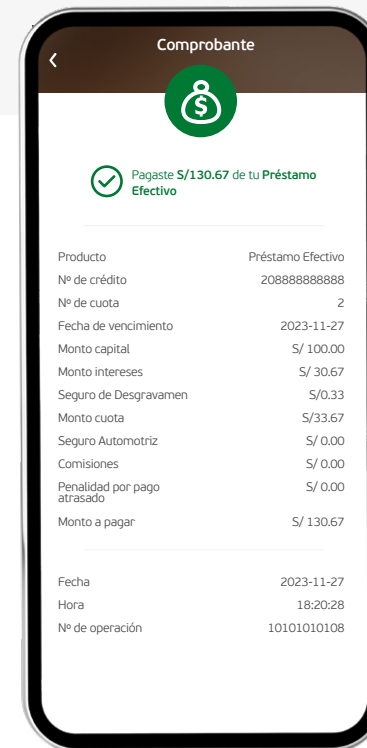 Comprobante
$
Pagaste S/130.67 de tu Préstamo
Efectivo
Producto Préstamo Efectivo
Nº de crédito 208888888888
Nº de cuota 2
Fecha de vencimiento 2023-11-27
Monto capital S/ 100.00
Monto intereses S/ 30.67
Seguro de Desgravamen S/0.33
Monto cuota S/33.67
Seguro Automotriz S/ 0.00
Comisiones S/ 0.00
Penalidad por pago S/ 0.00
atrasado
Monto a pagar S/ 130.67
Fecha 2023-11-27
Hora 18:20:28
Nº de operación 10101010108